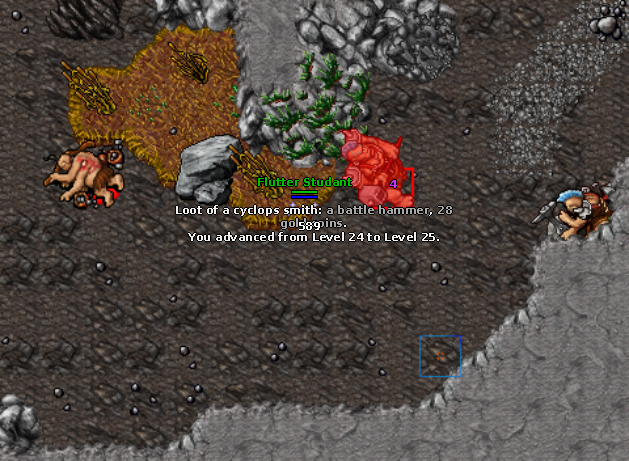 Flutter Studant
4
Loot of a cyclops smith: a battle hammer, 28
gold coins.
589
You advanced from Level 24 to Level 25.